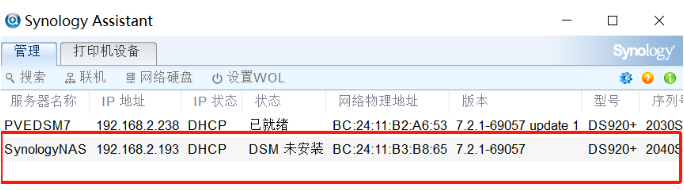 Synology Assistant
管理 打印机设备
Synology
搜索 联机 网络硬盘 设置WOL
服务器名称 IP 地址 IP 状态 状态 网络物理地址 版本 型号 序列号
PVEDSM7 192.168.2.238 DHCP 已就绪 BC:24:11:B2:A6:53 7.2.1-69057 update 1 DS920+ 2030S
SynologyNAS 192.168.2.193 DHCP DSM 未安装 BC:24:11:B3:B8:65 7.2.1-69057 DS920+ 2040S